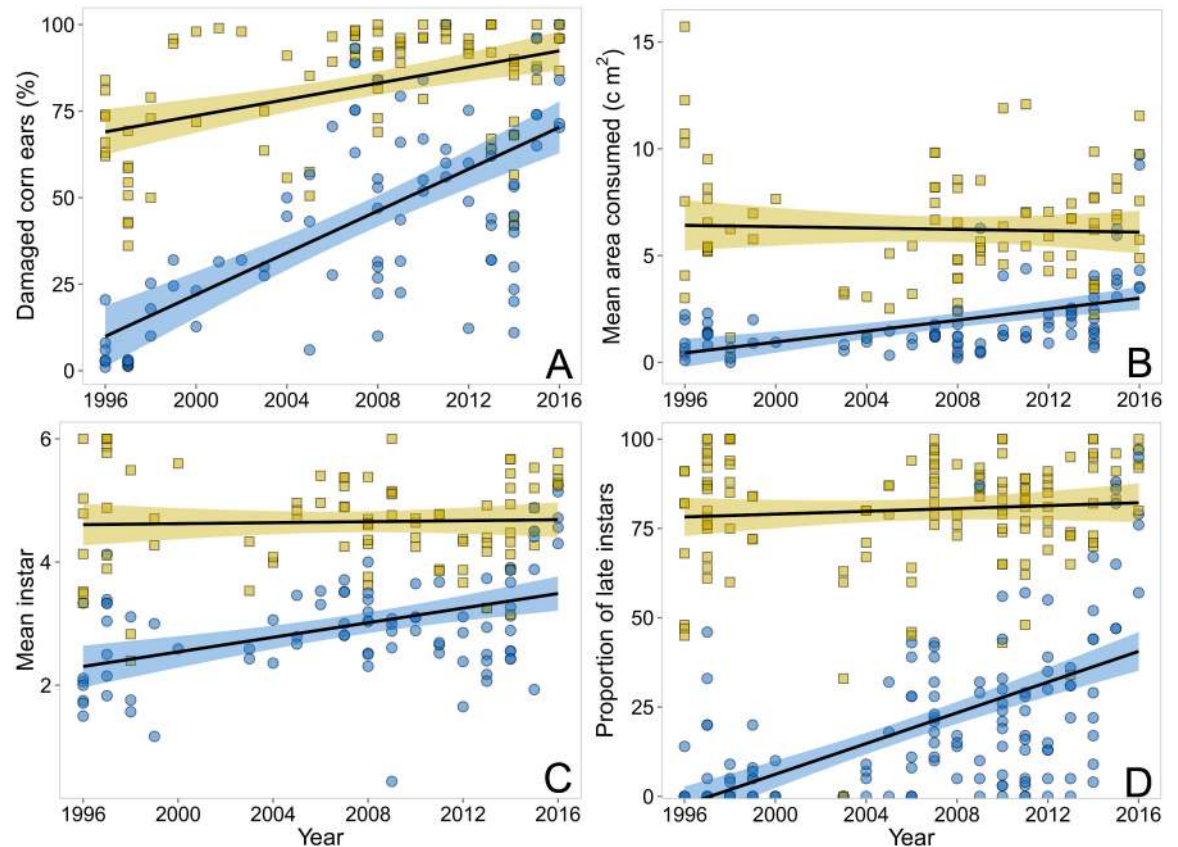 Damaged corn ears (%)
100
75
50
25
0
A
1996 2000 2004 2008 2012 2016
Mean area consumed (c m²)
15
10
5
0
B
1996 2000 2004 2008 2012 2016
Mean instar
6
4
2
C
1996 2000 2004 2008 2012 2016
Year
Proportion of late instars
100
75
50
25
0
D
1996 2000 2004 2008 2012 2016
Year